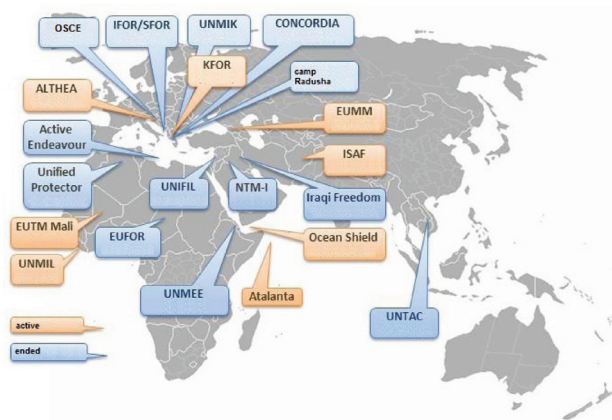 OSCE
IFOR/SFOR
UNMIK
CONCORDIA
KFOR
camp
Radusha
ALTHEA
EUMM
Active
Endeavour
ISAF
Unified
Protector
UNIFIL
NTM-I
Iraqi Freedom
EUTM Mali
EUFOR
Ocean Shield
UNMIL
UNMEE
Atalanta
UNTAC
active
ended